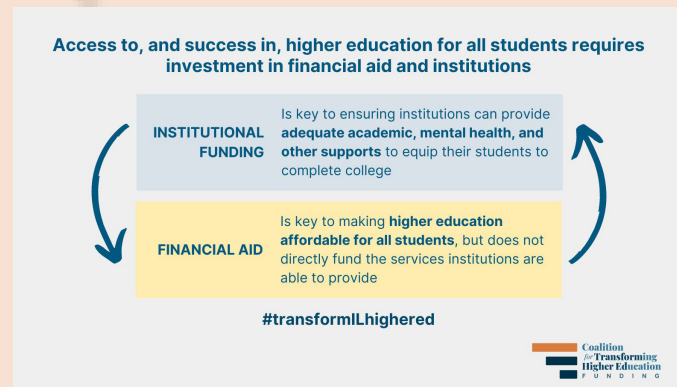 Access to, and success in, higher education for all students requires
investment in financial aid and institutions
INSTITUTIONAL
FUNDING
Is key to ensuring institutions can provide
adequate academic, mental health, and
other supports to equip their students to
complete college
FINANCIAL AID
Is key to making higher education
affordable for all students, but does not
directly fund the services institutions are
able to provide
#transformILhighered
Coalition
for Transforming
Higher Education
FUNDING